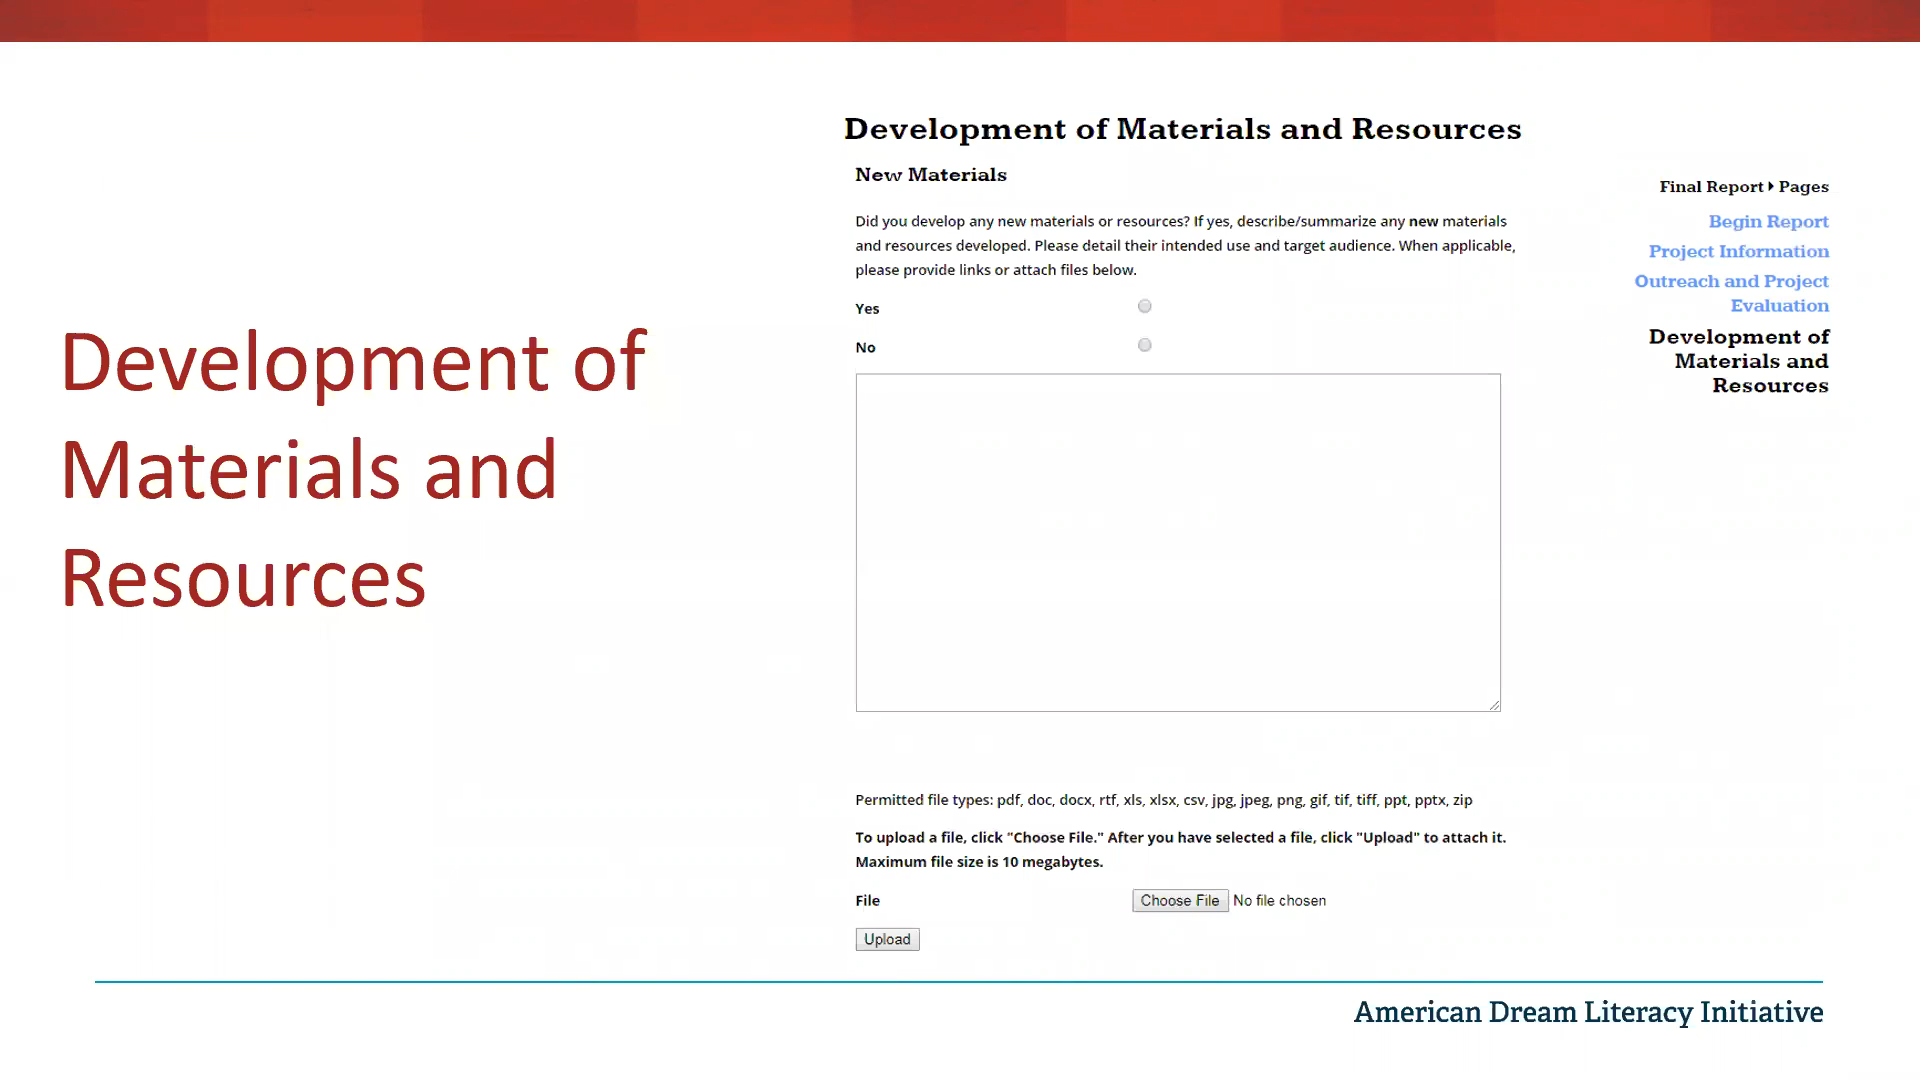 Development of
Materials and
Resources
Development of Materials and Resources
New Materials
Did you develop any new materials or resources? If yes, describe/summarize any new materials
and resources developed. Please detail their intended use and target audience. When applicable,
please provide links or attach files below.
Yes
No
Permitted file types: pdf, doc, docx, rtf, xls, xlsx, csv, jpg, jpeg, png, gif, tif, tiff, ppt, pptx, zip
To upload a file, click "Choose File." After you have selected a file, click "Upload" to attach it.
Maximum file size is 10 megabytes.
File Choose File No file chosen
Upload
Final Report Pages
Begin Report
Project Information
Outreach and Project
Evaluation
Development of
Materials and
Resources
American Dream Literacy Initiative